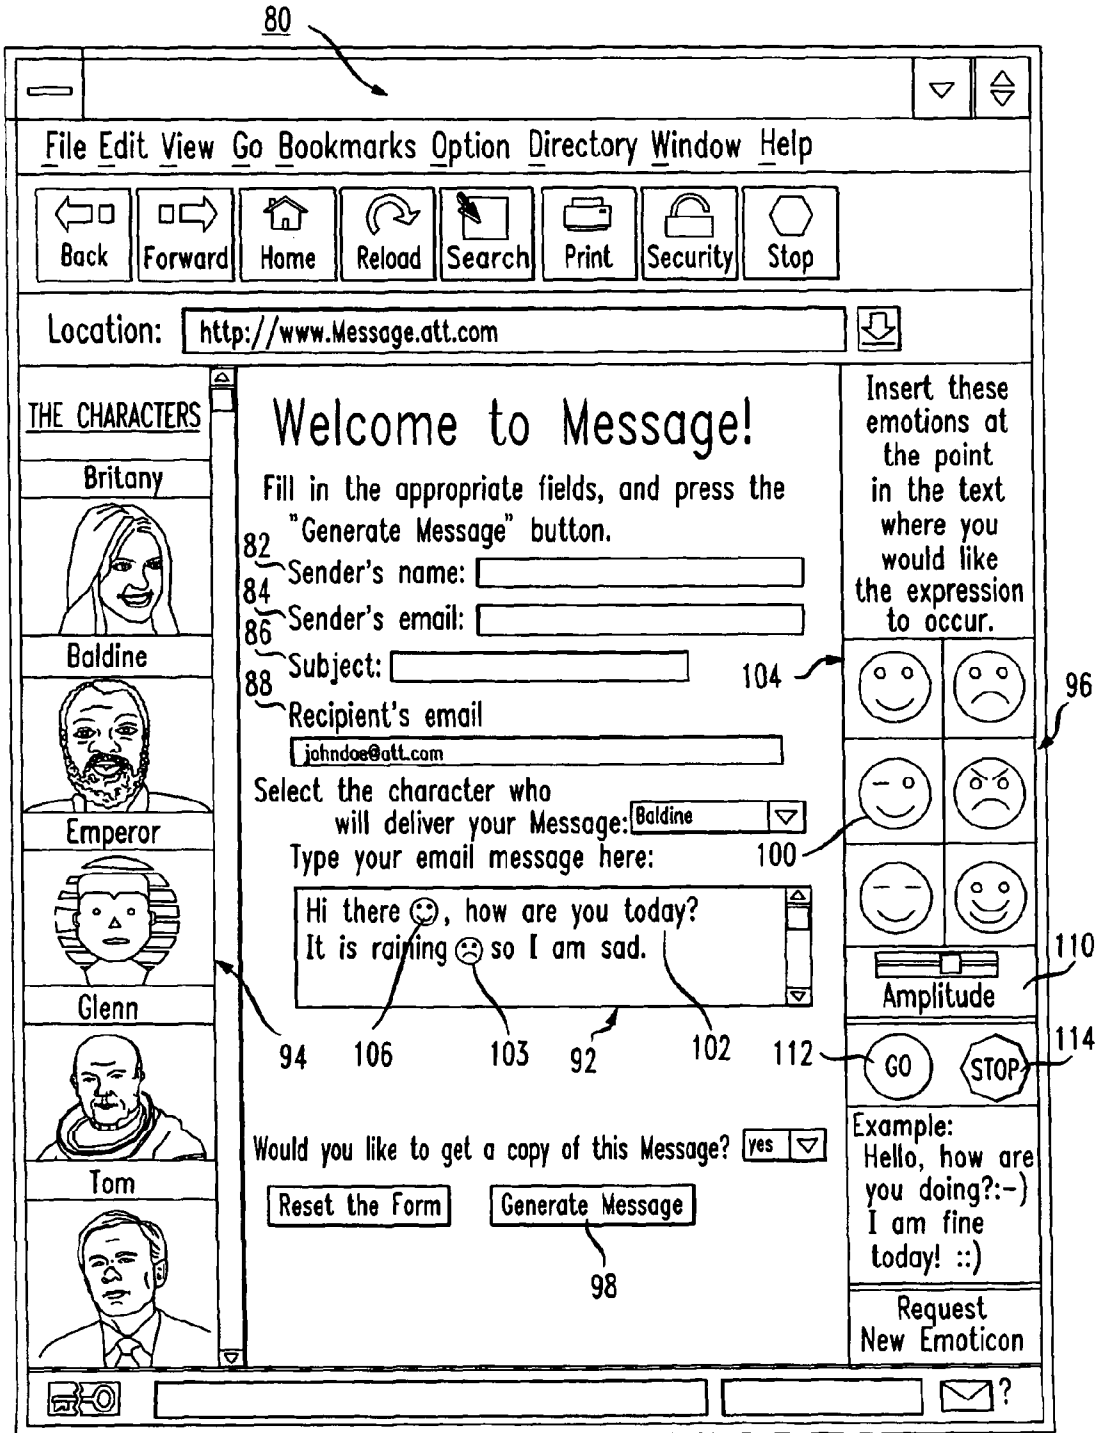 80
File Edit View Go Bookmarks Option Directory Window Help
Back Forward Home Reload Search Print Security Stop
Location: http://www.Message.att.com
THE CHARACTERS
Britany
Baldine
Emperor
Glenn
Tom
Welcome to Message!
Fill in the appropriate fields, and press the
"Generate Message" button.
82
Sender's name:
84
Sender's email:
86
Subject:
88
Recipient's email
johndoe@att.com
Select the character who
will deliver your Message: Baldine
Type your email message here:
Hi there , how are you today?
It is raining so I am sad.
94 106 103 92 102
Would you like to get a copy of this Message? yes
Reset the Form Generate Message
98
Insert these
emotions at
the point
in the text
where you
would like
the expression
to occur.
104
96
100
110
Amplitude
112 GO STOP 114
Example:
Hello, how are
you doing?:-)
I am fine
today! ::)
Request
New Emoticon
?